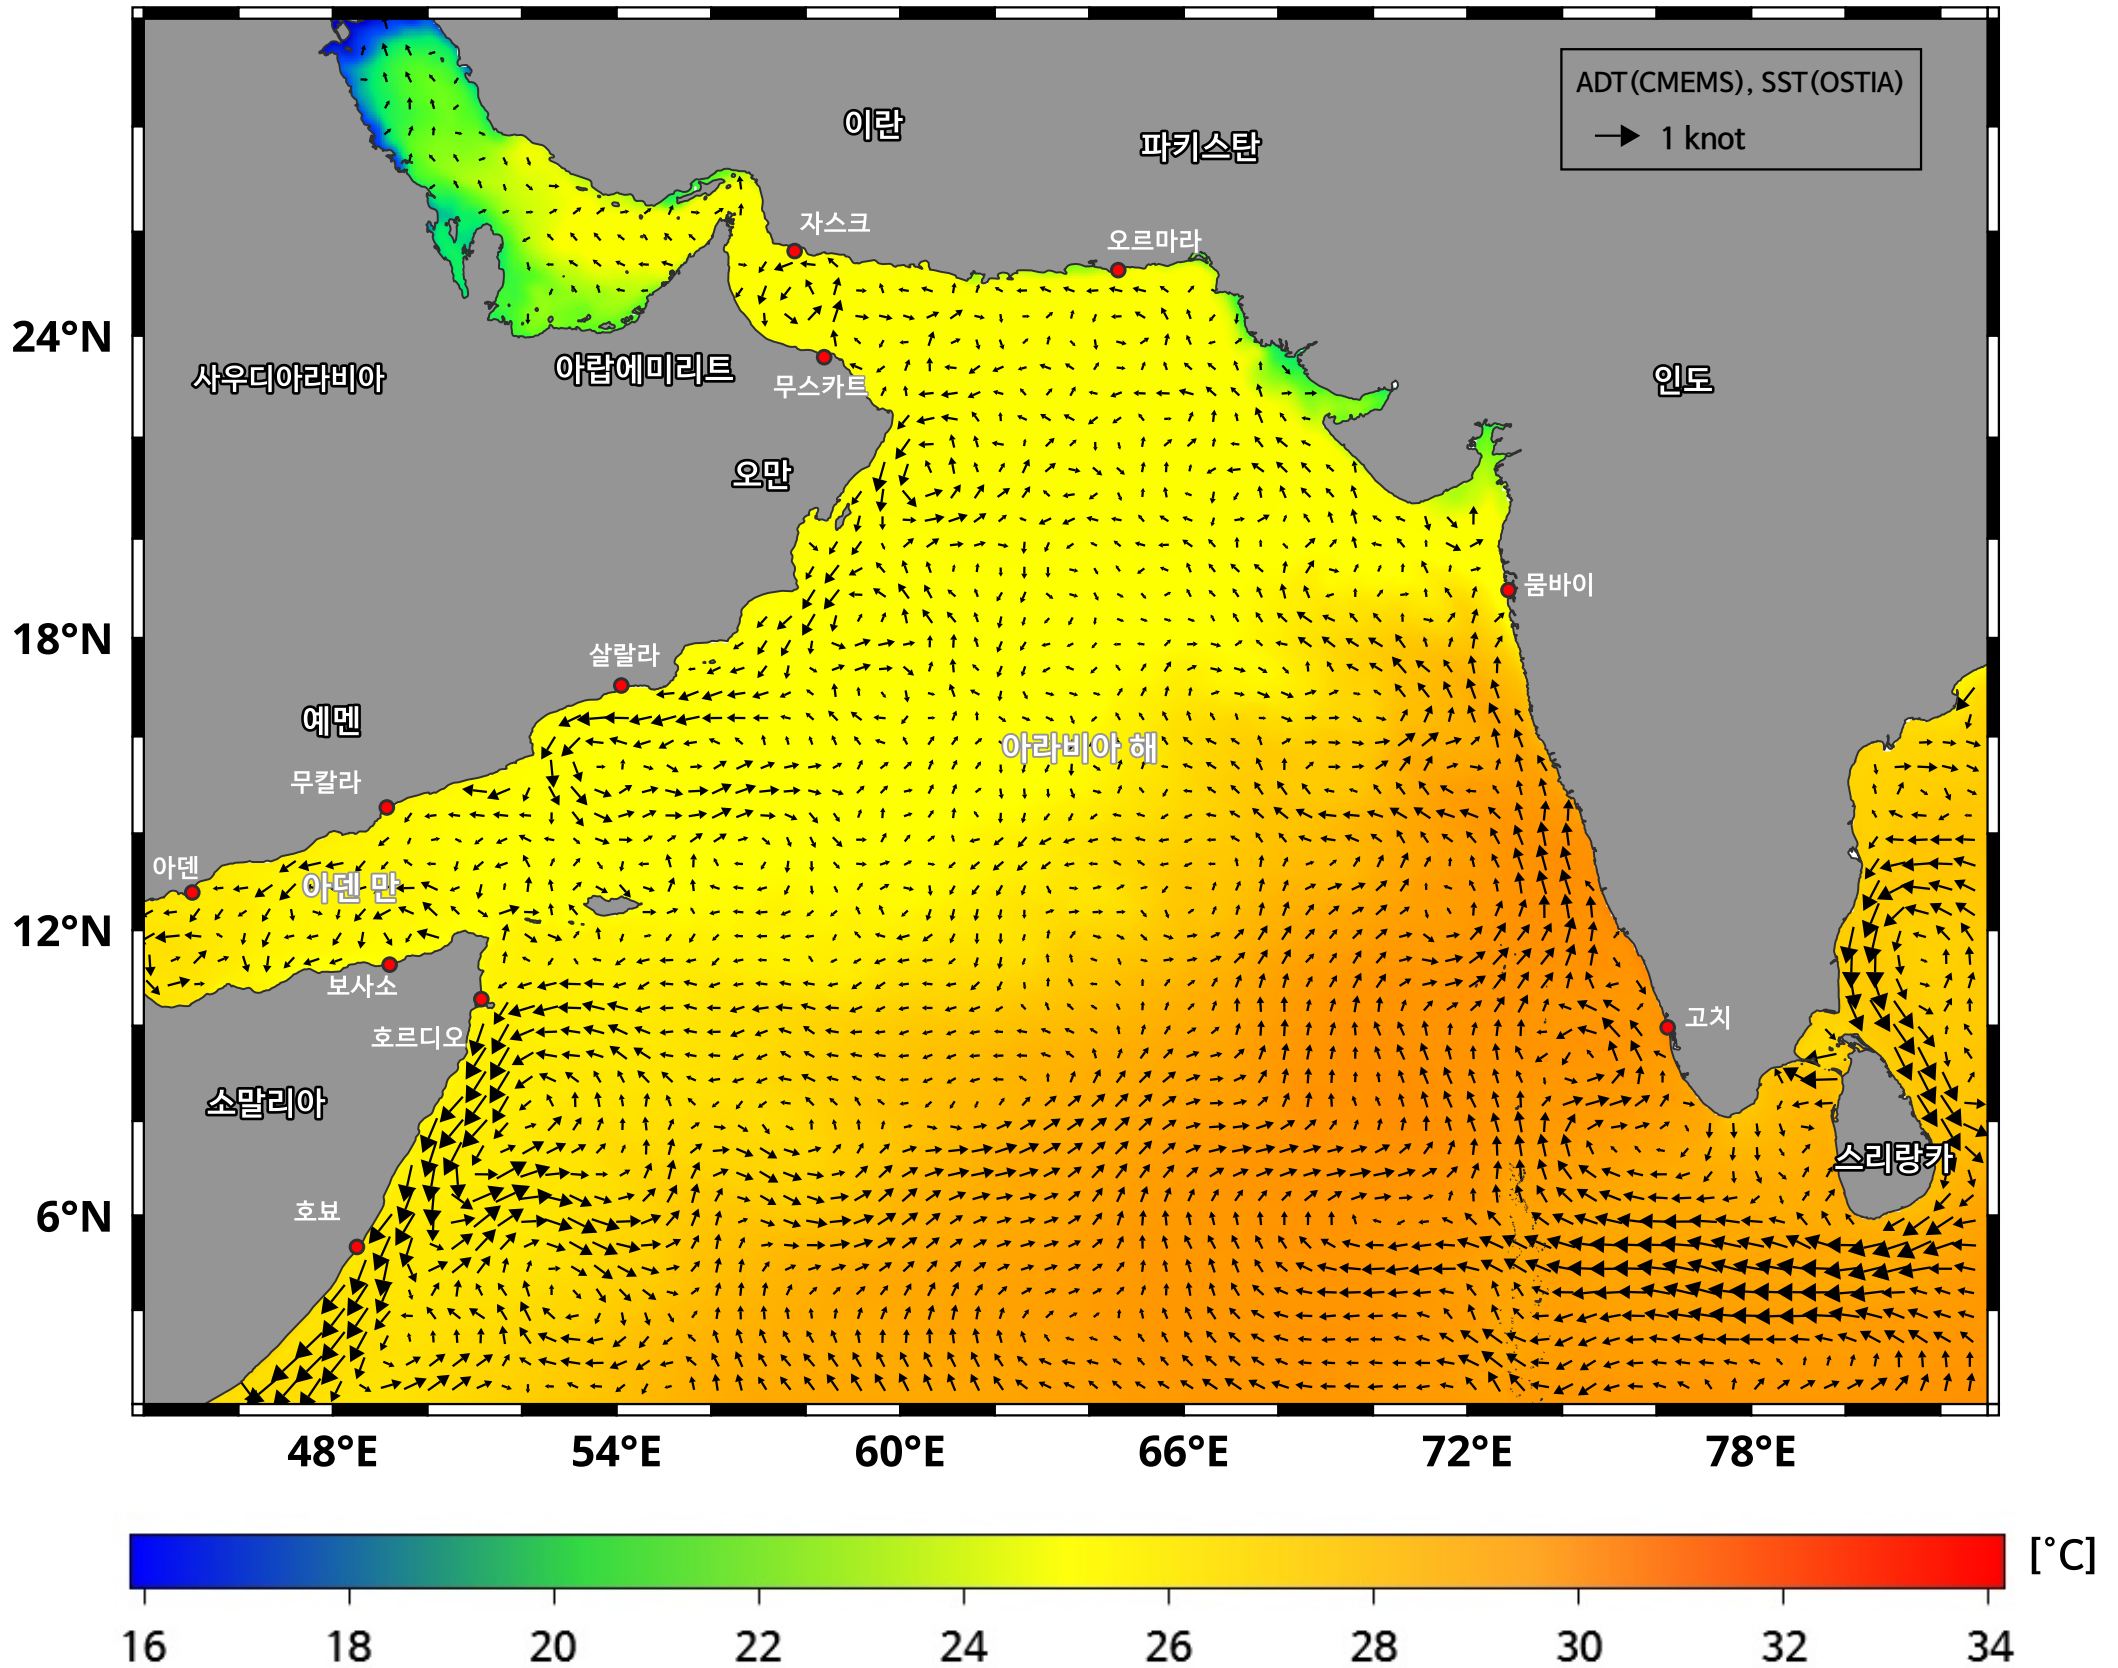 ADT(CMEMS), SST(OSTIA)
1 knot
이란
파키스탄
자스크
오르마라
24°N
사우디아라비아
아랍에미리트
무스카트
인도
오만
뭄바이
18°N
살랄라
예멘
아라비아 해
무칼라
아덴
아덴 만
12°N
보사소
호르디오
고치
소말리아
스리랑카
호뵤
6°N
48°E 54°E 60°E 66°E 72°E 78°E
[°C]
16 18 20 22 24 26 28 30 32 34